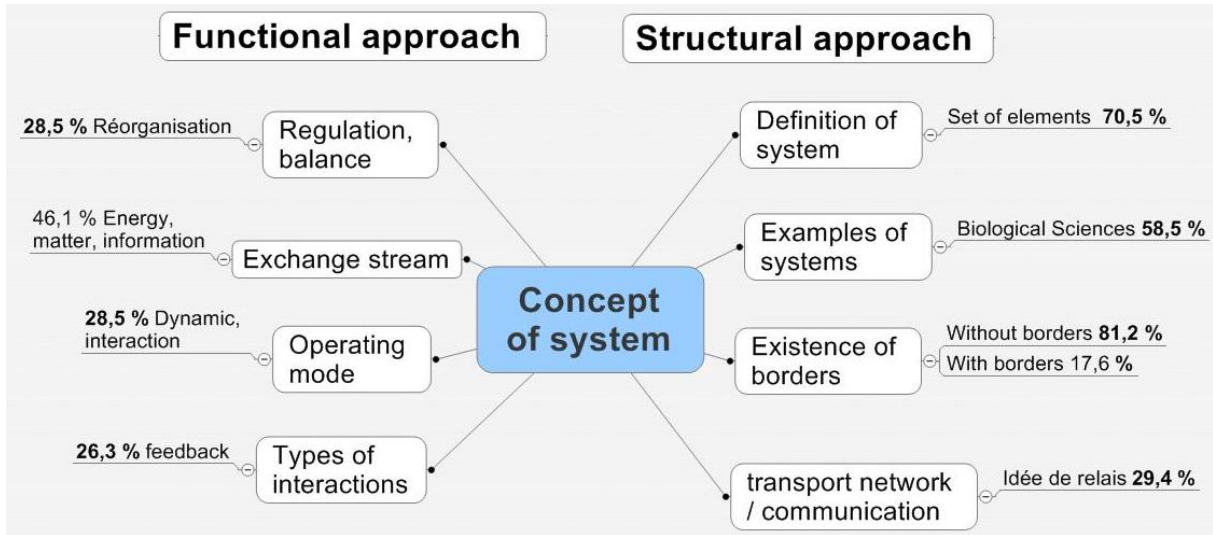 Functional approach
Structural approach
28,5 % Réorganisation
Regulation,
balance
46,1 % Energy,
matter, information
Exchange stream
28,5 % Dynamic,
interaction
Operating
mode
26,3 % feedback
Types of
interactions
Concept
of system
Definition of
system
Set of elements 70,5 %
Examples of
systems
Biological Sciences 58,5 %
Existence of
borders
Without borders 81,2 %
With borders 17,6 %
transport network
/ communication
Idée de relais 29,4 %